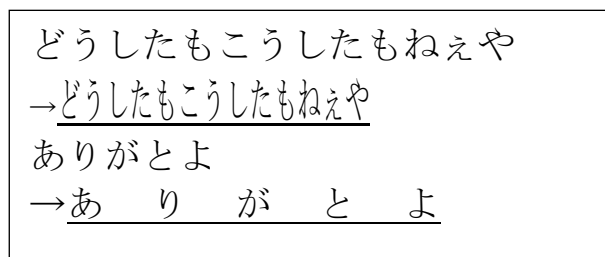 どうしたもこうしたもねぇや
→どうしたもこうしたもねぇや
ありがとよ
→あ　り　が　と　よ